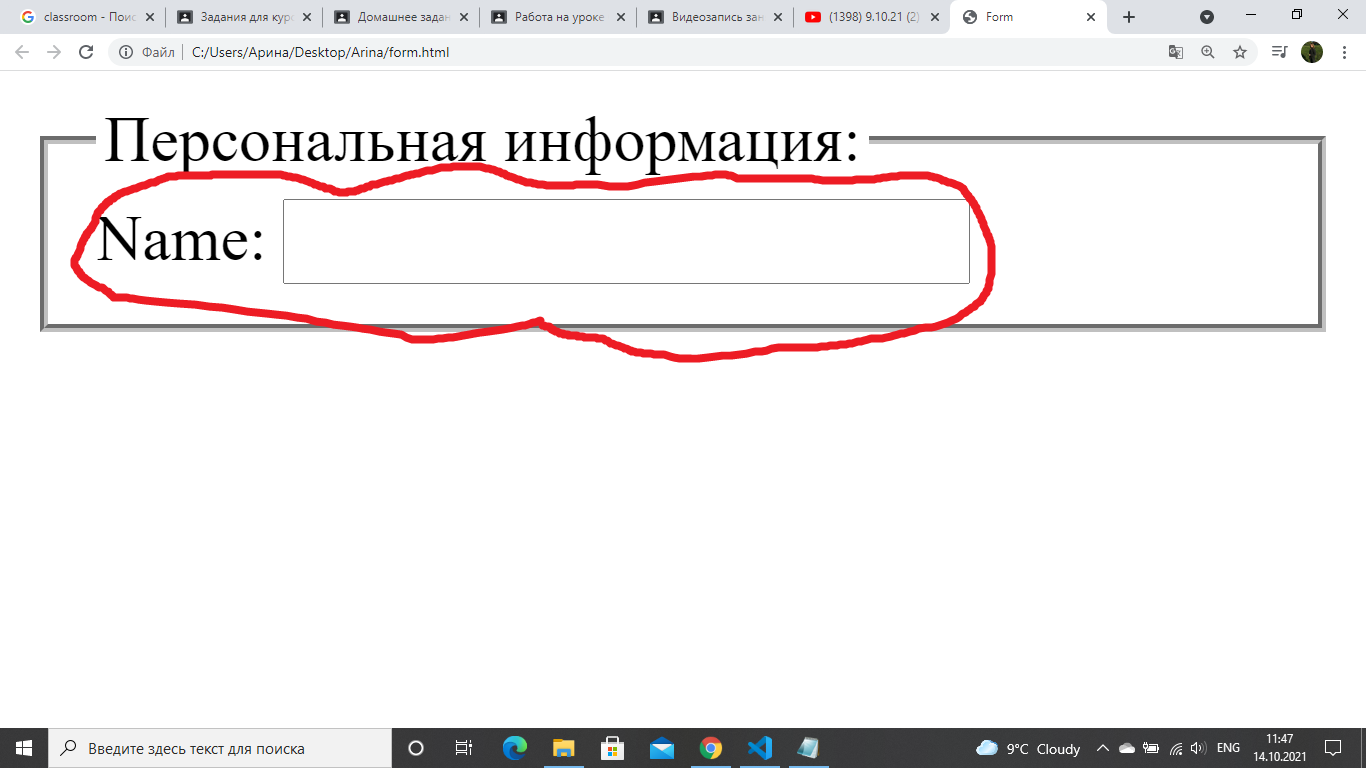 classroom - Поис
Задания для кур
Домашнее задан
Работа на уроке
Видеозапись зан
(1398) 9.10.21 (2)
Form
Файл
C:/Users/Арина/Desktop/Arina/form.html
Персональная информация:
Name:
Введите здесь текст для поиска
9°C Cloudy
ENG
11:47
14.10.2021